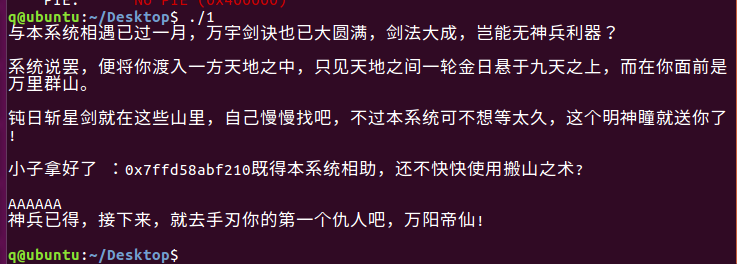 PIE:      No PIE (0x400000)
q@ubuntu:~/Desktop$ ./1
与本系统相遇已过一月，万宇剑诀也已大圆满，剑法大成，岂能无神兵利器？
系统说罢，便将你渡入一方天地之中，只见天地之间一轮金日悬于九天之上，而在你面前是
万里群山。
钝日斩星剑就在这些山里，自己慢慢找吧，不过本系统可不想等太久，这个明神瞳就送你了
!
小子拿好了 ：0x7ffd58abf210既得本系统相助，还不快快使用搬山之术?
AAAAAA
神兵已得，接下来，就去手刃你的第一个仇人吧，万阳帝仙!
q@ubuntu:~/Desktop$